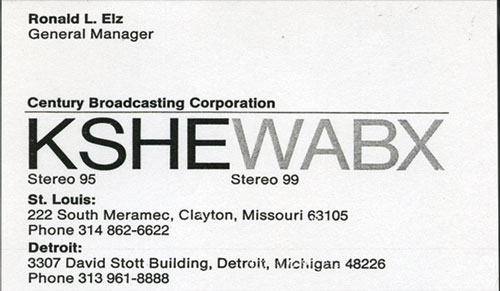 Ronald L. Elz
General Manager
Century Broadcasting Corporation
KSHEWABX
Stereo 95 Stereo 99
St. Louis:
222 South Meramec, Clayton, Missouri 63105
Phone 314 862-6622
Detroit:
3307 David Stott Building, Detroit, Michigan 48226
Phone 313 961-8888